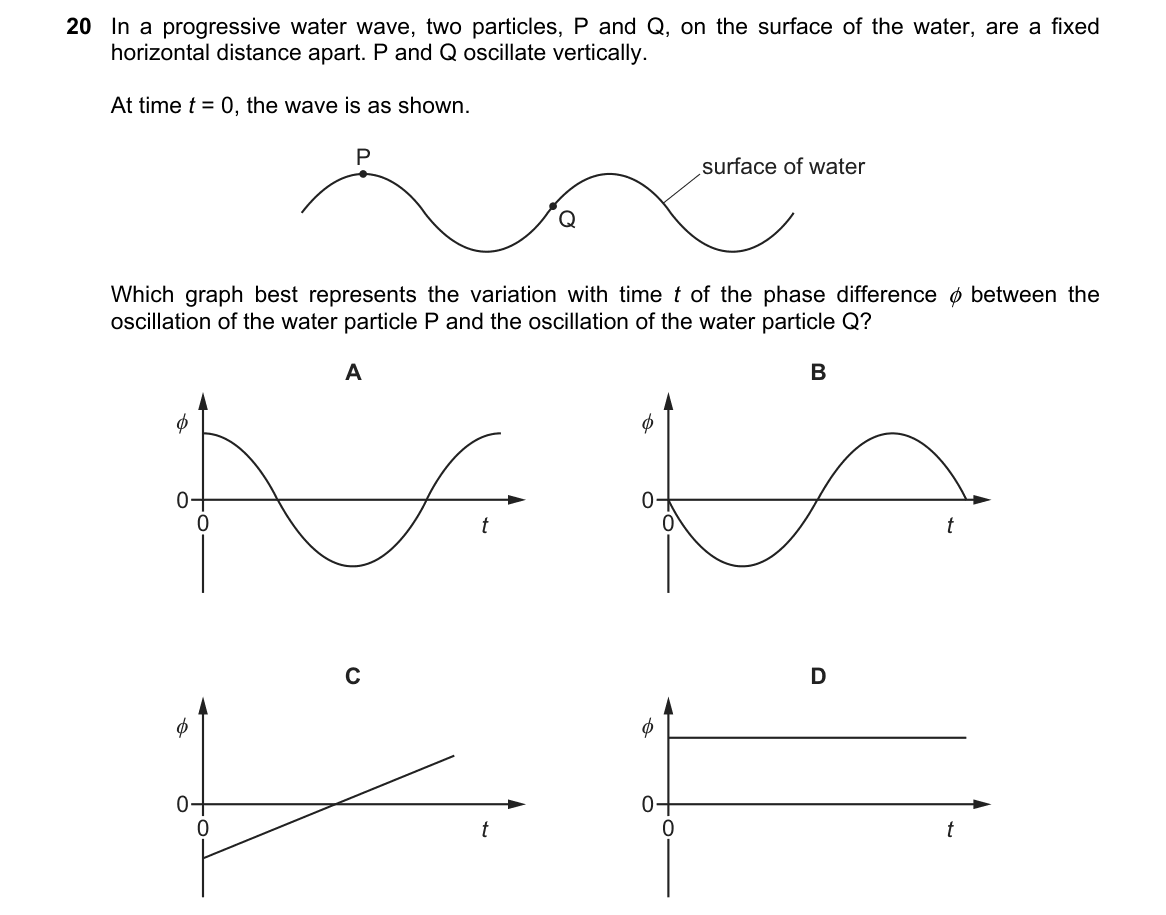 20 In a progressive water wave, two particles, P and Q, on the surface of the water, are a fixed
horizontal distance apart. P and Q oscillate vertically.
At time t = 0, the wave is as shown.
P
surface of water
Q
Which graph best represents the variation with time t of the phase difference ϕ between the
oscillation of the water particle P and the oscillation of the water particle Q?
A
ϕ
0
0
t
B
ϕ
0
0
t
C
ϕ
0
0
t
D
ϕ
0
0
t